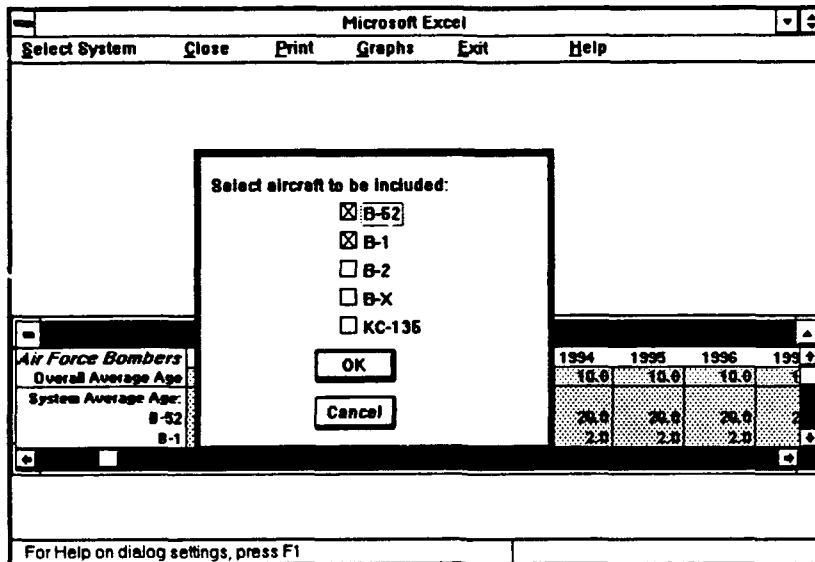 Microsoft Excel
Select System Close Print Graphs Exit Help
Select aircraft to be included:
B-52
B-1
B-2
B-X
KC-135
OK
Cancel
Air Force Bombers 1994 1995 1996 199
Overall Average Age 10.0 10.0 10.0 1
System Average Age:
B-52 20.0 20.0 20.0 2
B-1 2.0 2.0 2.0
For Help on dialog settings, press F1